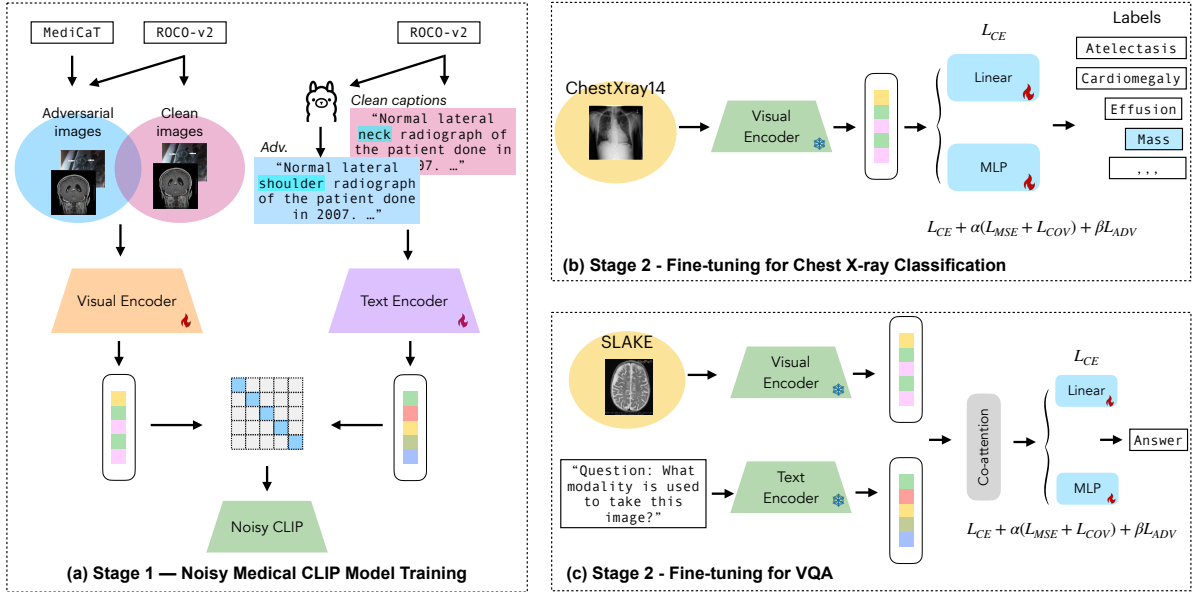 MediCaT
ROCO-v2
ROCO-v2
Adversarial
images
Clean
images
Clean captions
“Normal lateral
neck radiograph of
the patient done in
2007. …”
Adv.
“Normal lateral
shoulder radiograph
of the patient done
in 2007. …”
Visual Encoder
Text Encoder
Noisy CLIP
(a) Stage 1 — Noisy Medical CLIP Model Training
ChestXray14
Visual
Encoder
L_CE
Linear
MLP
L_CE + α(L_MSE + L_COV) + βL_ADV
Labels
Atelectasis
Cardiomegaly
Effusion
Mass
,,,
(b) Stage 2 - Fine-tuning for Chest X-ray Classification
SLAKE
Visual
Encoder
“Question: What
modality is used
to take this
image?”
Text
Encoder
Co-attention
L_CE
Linear
MLP
Answer
L_CE + α(L_MSE + L_COV) + βL_ADV
(c) Stage 2 - Fine-tuning for VQA